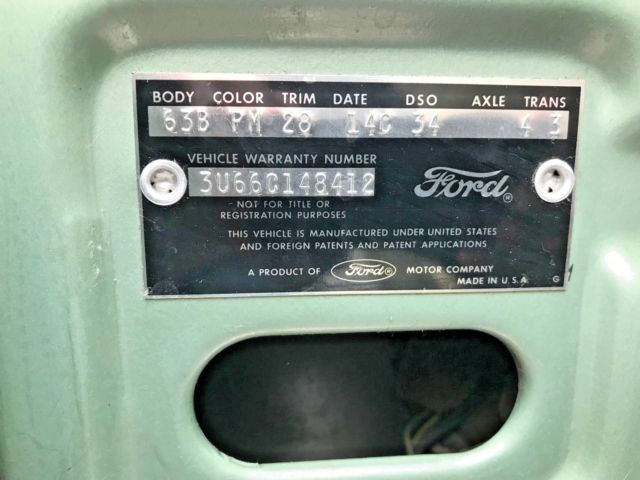 BODY COLOR TRIM DATE DSO AXLE TRANS
63B PM 28 14C 34 4 3
VEHICLE WARRANTY NUMBER
3U66C148412
Ford®
NOT FOR TITLE OR
REGISTRATION PURPOSES
THIS VEHICLE IS MANUFACTURED UNDER UNITED STATES
AND FOREIGN PATENTS AND PATENT APPLICATIONS
A PRODUCT OF Ford® MOTOR COMPANY
MADE IN U.S.A. G